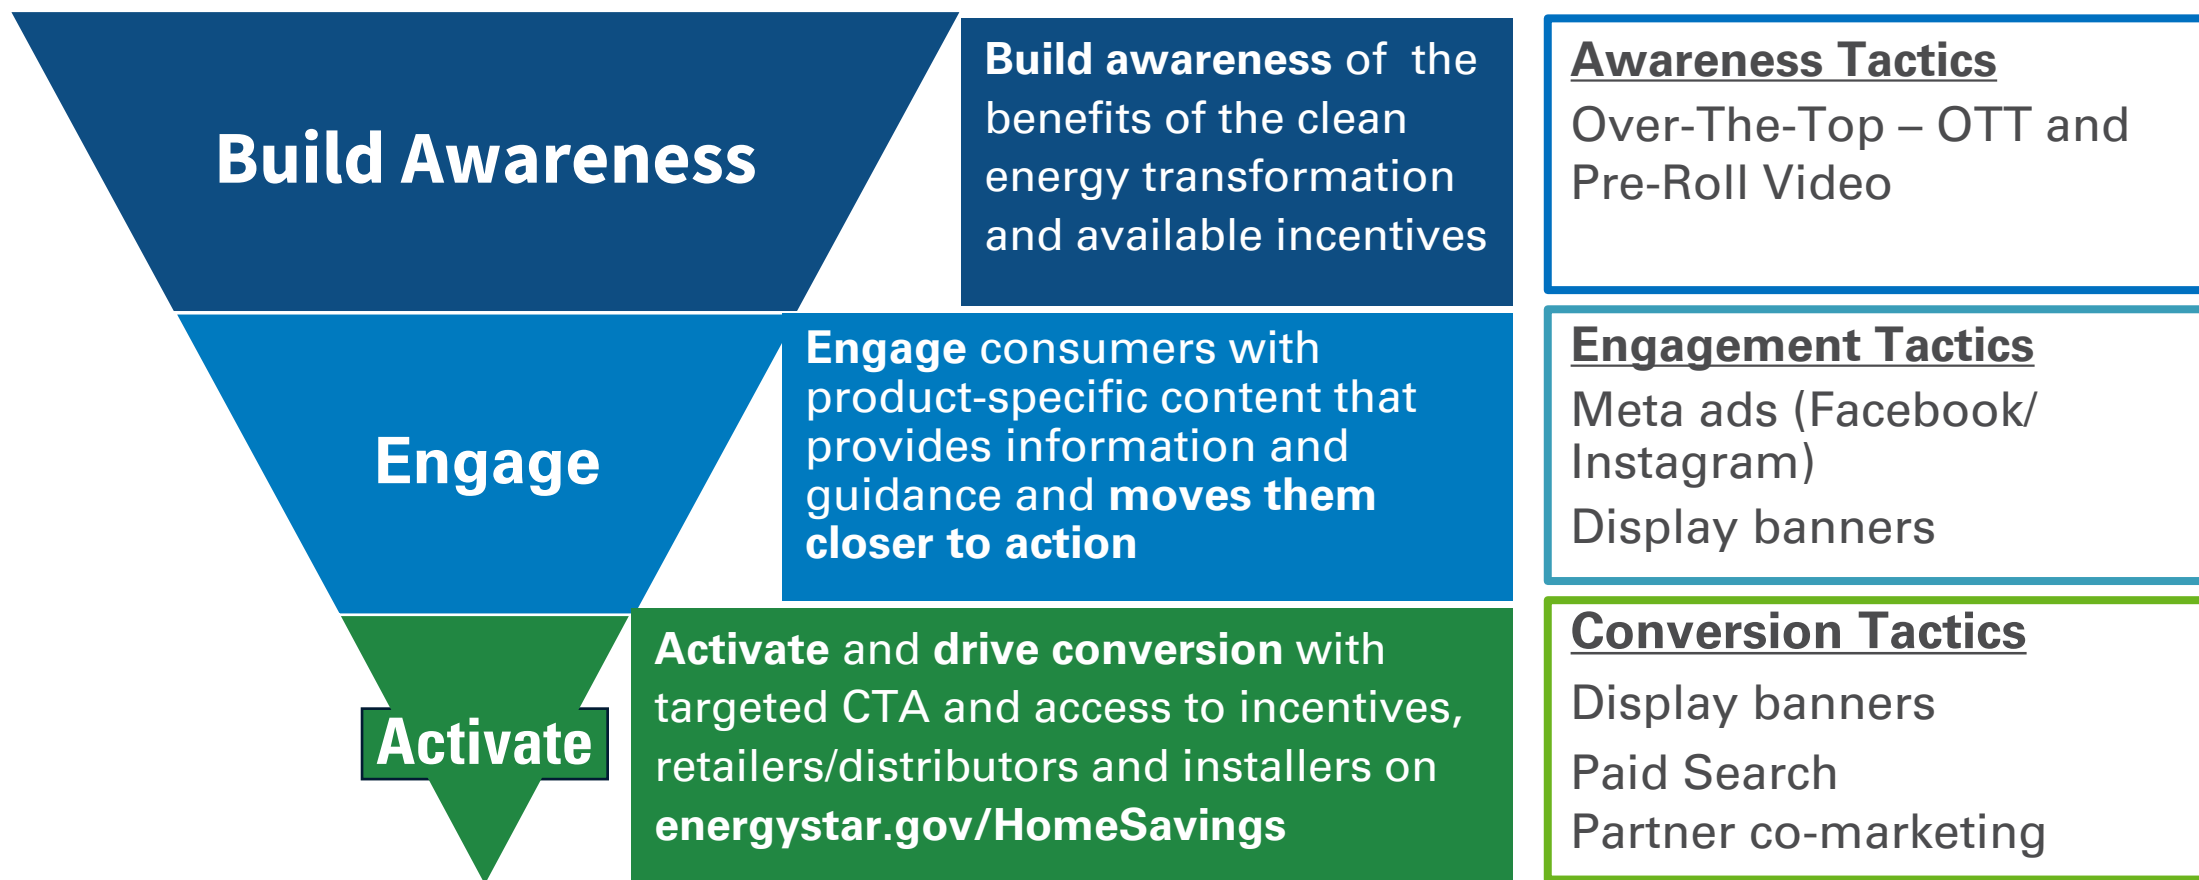 Build Awareness
Build awareness of the
benefits of the clean
energy transformation
and available incentives
Awareness Tactics
Over-The-Top – OTT and
Pre-Roll Video
Engage
Engage consumers with
product-specific content that
provides information and
guidance and moves them
closer to action
Engagement Tactics
Meta ads (Facebook/
Instagram)
Display banners
Activate
Activate and drive conversion with
targeted CTA and access to incentives,
retailers/distributors and installers on
energystar.gov/HomeSavings
Conversion Tactics
Display banners
Paid Search
Partner co-marketing